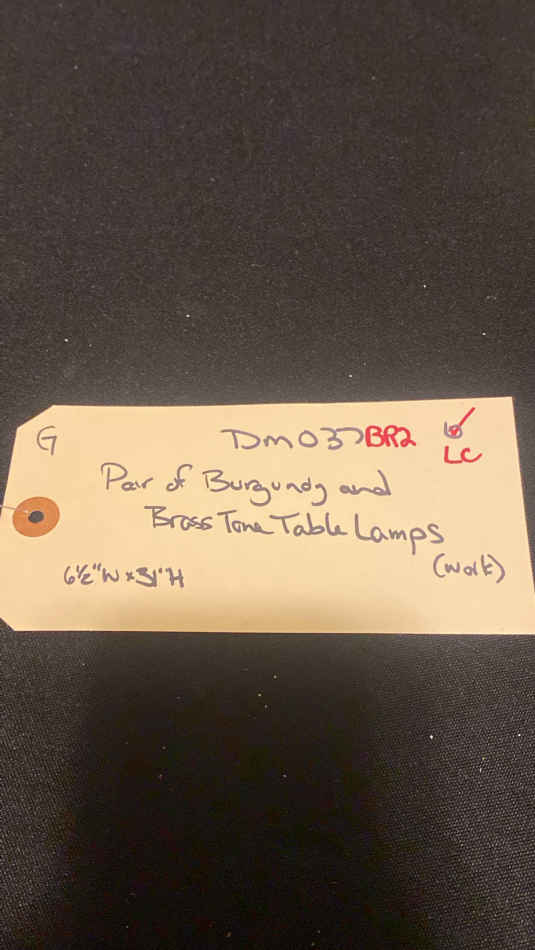 G DM037BR2
LC
Pair of Burgundy and
Brass Tone Table Lamps
6½"W x 31"H (Work)